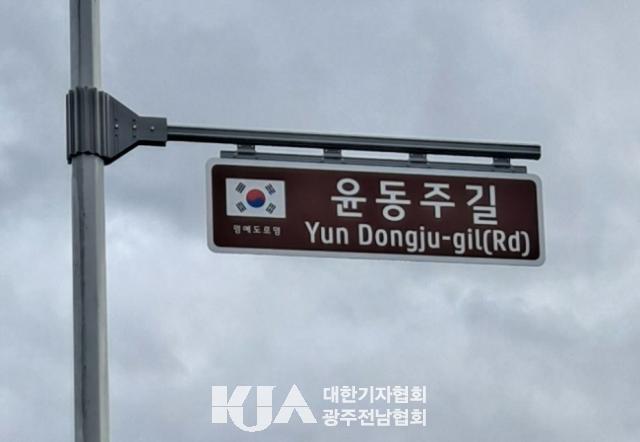 윤동주길
명예도로명
Yun Dongju-gil(Rd)
KJA
대한기자협회
광주전남협회